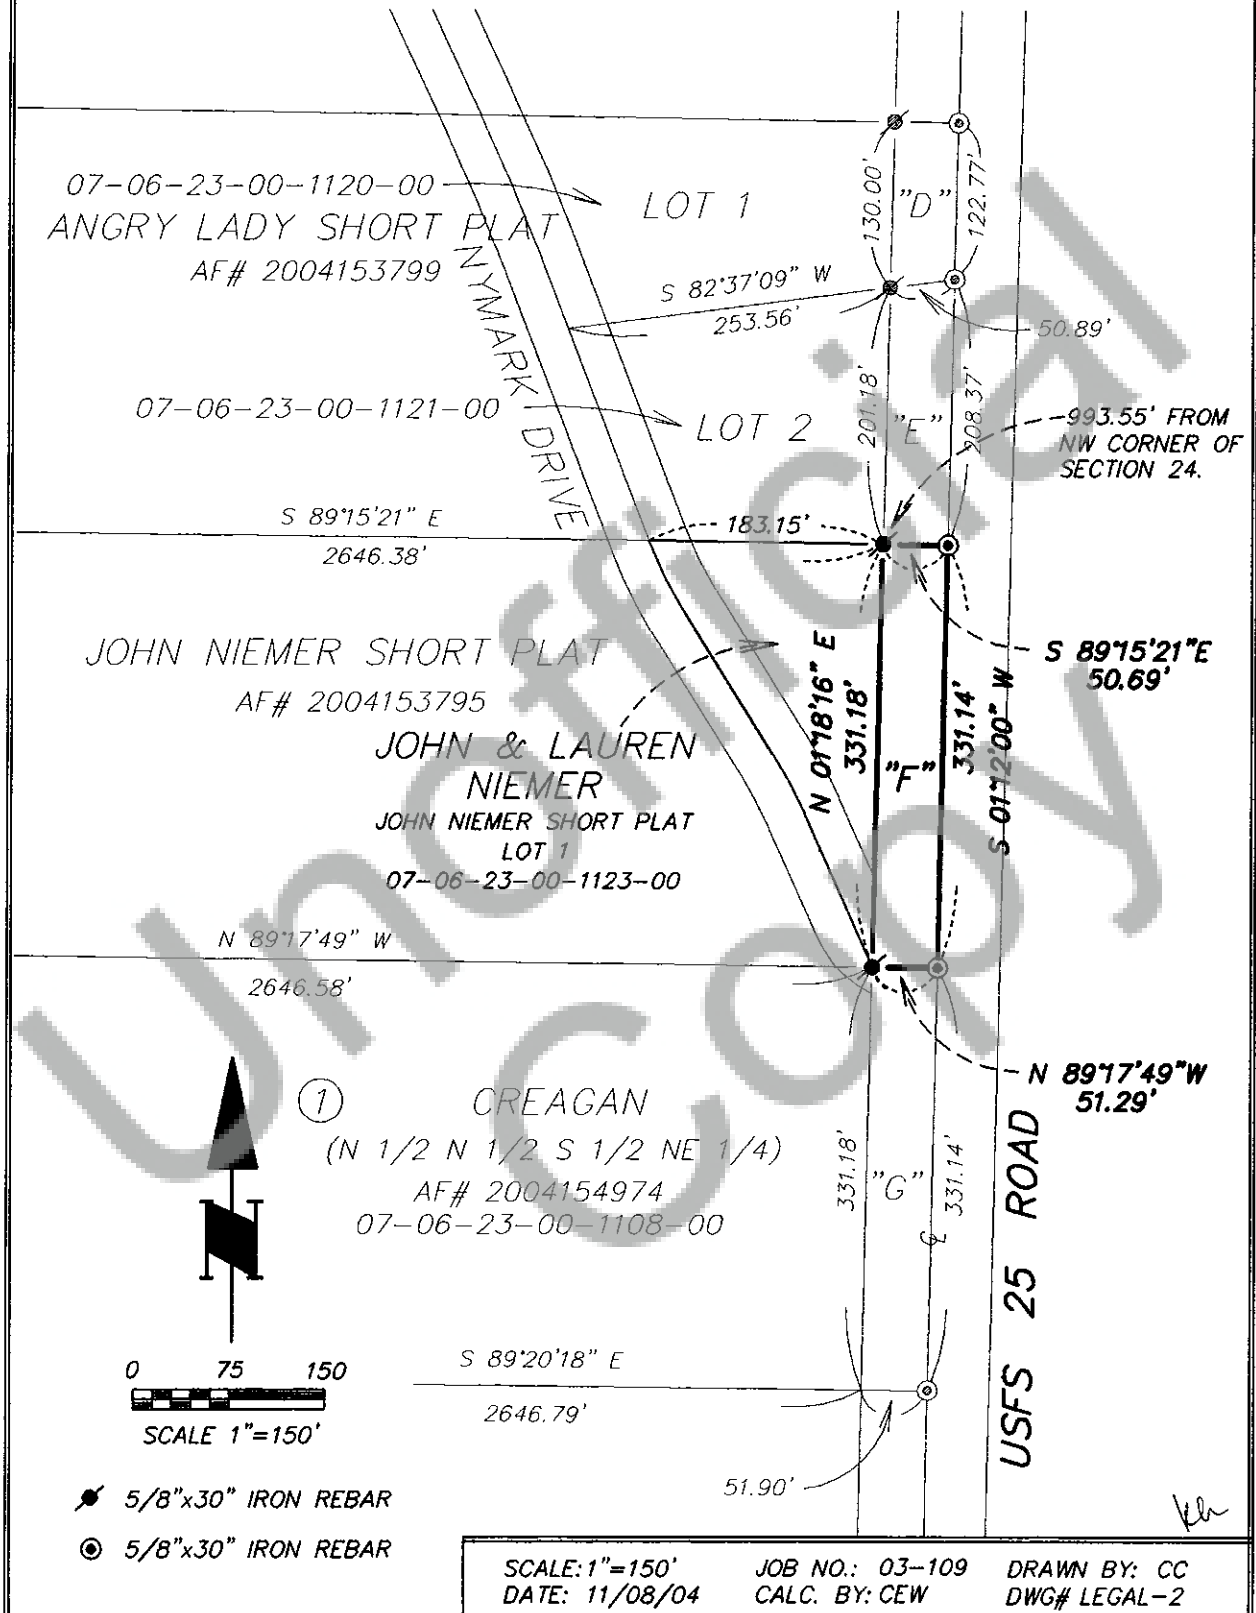 07-06-23-00-1120-00
ANGRY LADY SHORT PLAT
AF# 2004153799
LOT 1
130.00'
"D"
122.77'
S 82°37'09" W
253.56'
50.89'
NYMARK DRIVE
07-06-23-00-1121-00
LOT 2
201.18'
"E"
208.37'
993.55' FROM
NW CORNER OF
SECTION 24.
S 89°15'21" E
2646.38'
183.15'
S 89°15'21"E
50.69'
JOHN NIEMER SHORT PLAT
AF# 2004153795
JOHN & LAUREN
NIEMER
JOHN NIEMER SHORT PLAT
LOT 1
07-06-23-00-1123-00
N 01°18'16" E
331.18'
"F"
331.14'
S 01°12'00" W
N 89°17'49" W
2646.58'
N 89°17'49"W
51.29'
1
CREAGAN
(N 1/2 N 1/2 S 1/2 NE 1/4)
AF# 2004154974
07-06-23-00-1108-00
331.18'
"G"
331.14'
USFS 25 ROAD
S 89°20'18" E
2646.79'
51.90'
N
0 75 150
SCALE 1"=150'
5/8"x30" IRON REBAR
5/8"x30" IRON REBAR
SCALE: 1"=150' JOB NO.: 03-109 DRAWN BY: CC
DATE: 11/08/04 CALC. BY: CEW DWG# LEGAL-2
Unofficial
Copy